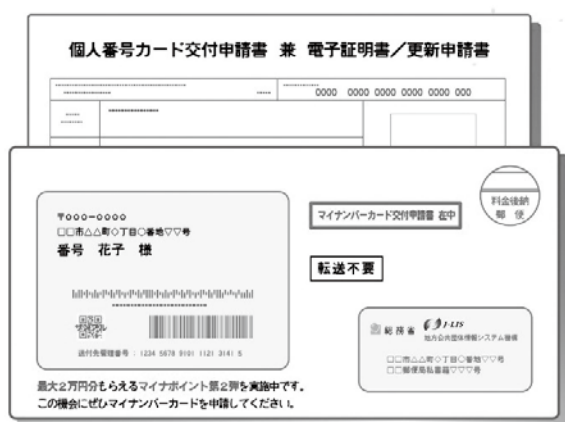 個人番号カード交付申請書 兼 電子証明書／更新申請書
0000 0000 0000 0000 0000 000
〒000-0000
□□市△△町◇丁目○番地▽▽号
番号 花子 様
マイナンバーカード交付申請書 在中
料金後納
郵便
転送不要
送付先管理番号：1234 5678 9101 1121 3141 5
総務省 J-LIS
地方公共団体情報システム機構
□□市△△町◇丁目○番地▽▽号
□□郵便局私書箱▽▽▽号
最大2万円分もらえるマイナポイント第2弾を実施中です。
この機会にぜひマイナンバーカードを申請してください。